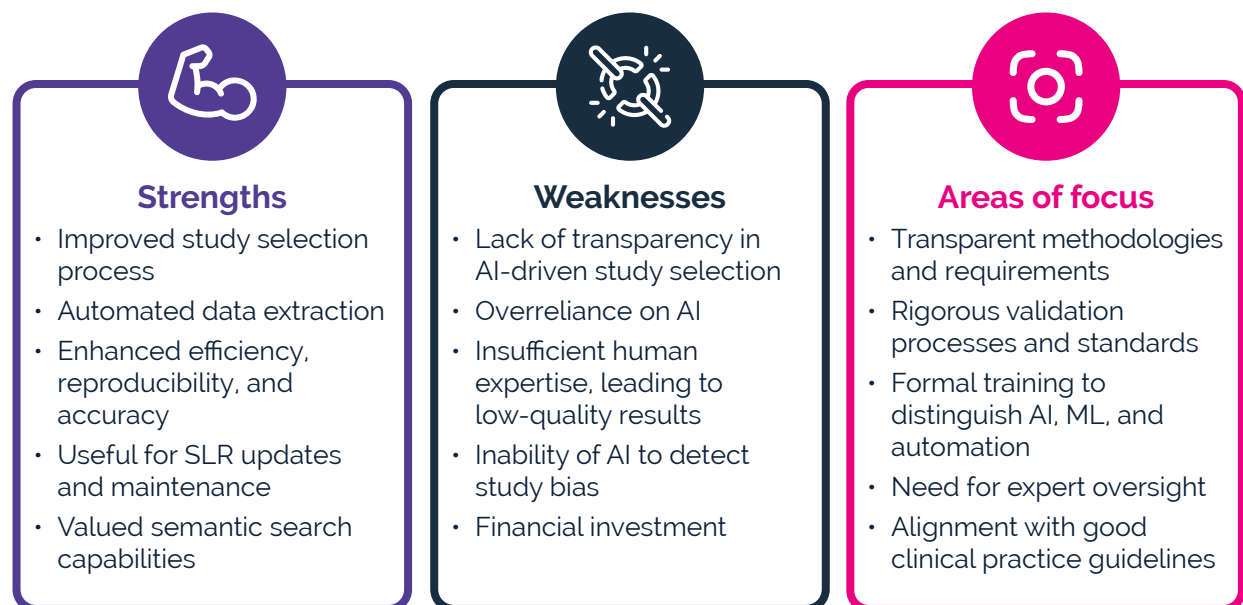 Strengths
• Improved study selection
process
• Automated data extraction
• Enhanced efficiency,
reproducibility, and
accuracy
• Useful for SLR updates
and maintenance
• Valued semantic search
capabilities
Weaknesses
• Lack of transparency in
AI-driven study selection
• Overreliance on AI
• Insufficient human
expertise, leading to
low-quality results
• Inability of AI to detect
study bias
• Financial investment
Areas of focus
• Transparent methodologies
and requirements
• Rigorous validation
processes and standards
• Formal training to
distinguish AI, ML, and
automation
• Need for expert oversight
• Alignment with good
clinical practice guidelines